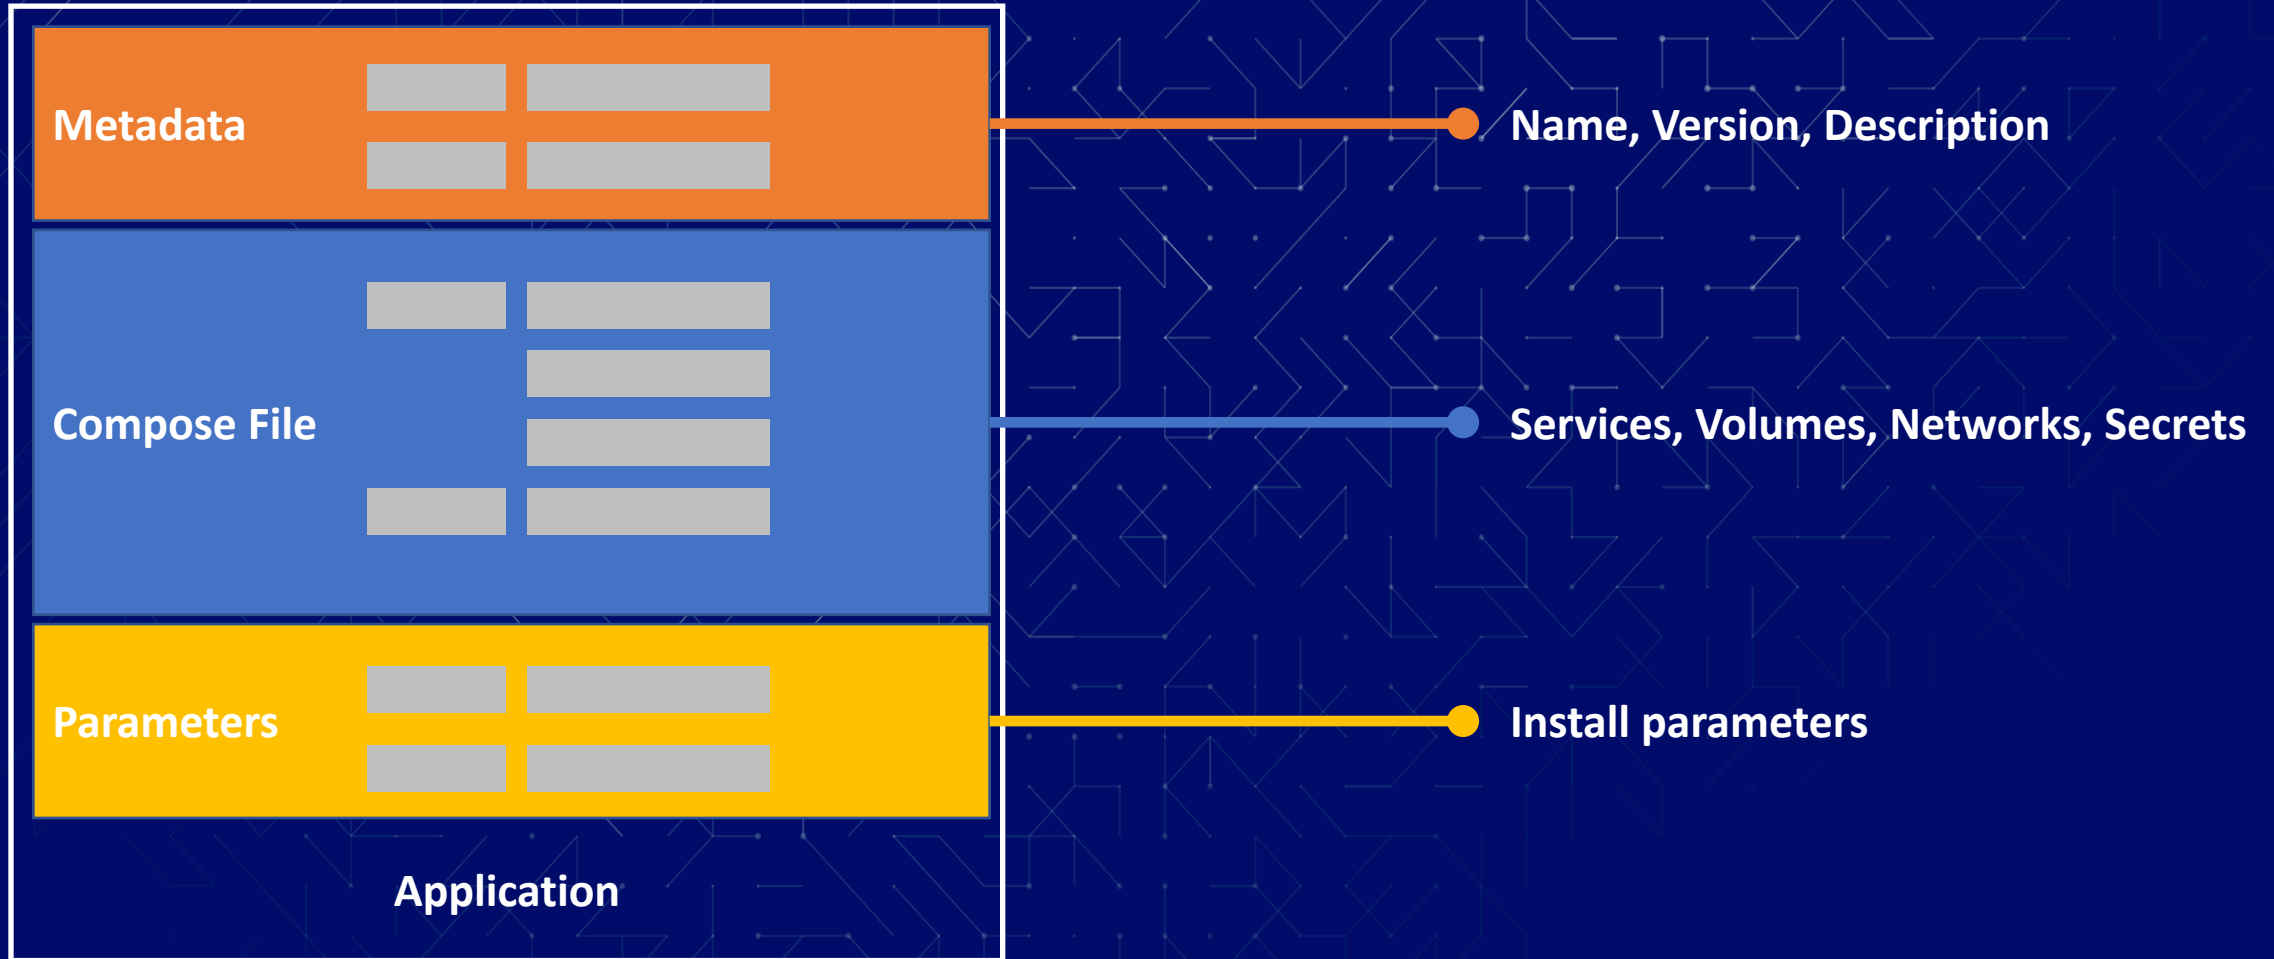 Metadata
Name, Version, Description
Compose File
Services, Volumes, Networks, Secrets
Parameters
Install parameters
Application